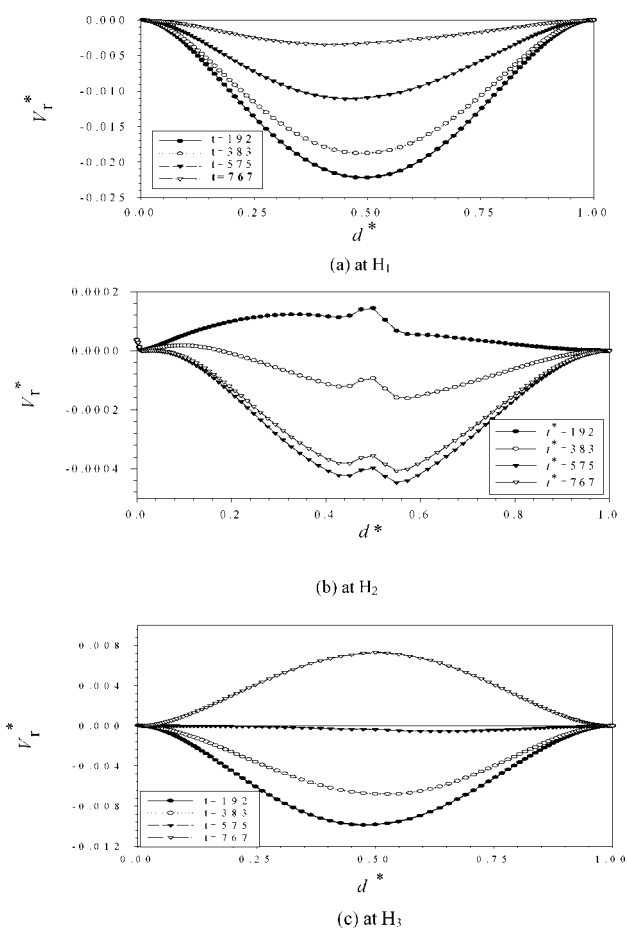 0.000
-0.005
-0.010
-0.015
-0.020
-0.025
V_r^*
t-192
t-383
t-575
t=767
0.00 0.25 0.50 0.75 1.00
d*
(a) at H₁
0.0002
0.0000
-0.0002
-0.0004
V_r^*
t*-192
t*-383
t*-575
t*-767
0.0 0.2 0.4 0.6 0.8 1.0
d*
(b) at H₂
0.008
0.004
0.000
-0.004
-0.008
-0.012
V_r^*
t-192
t-383
t-575
t-767
0.00 0.25 0.50 0.75 1.00
d*
(c) at H₃